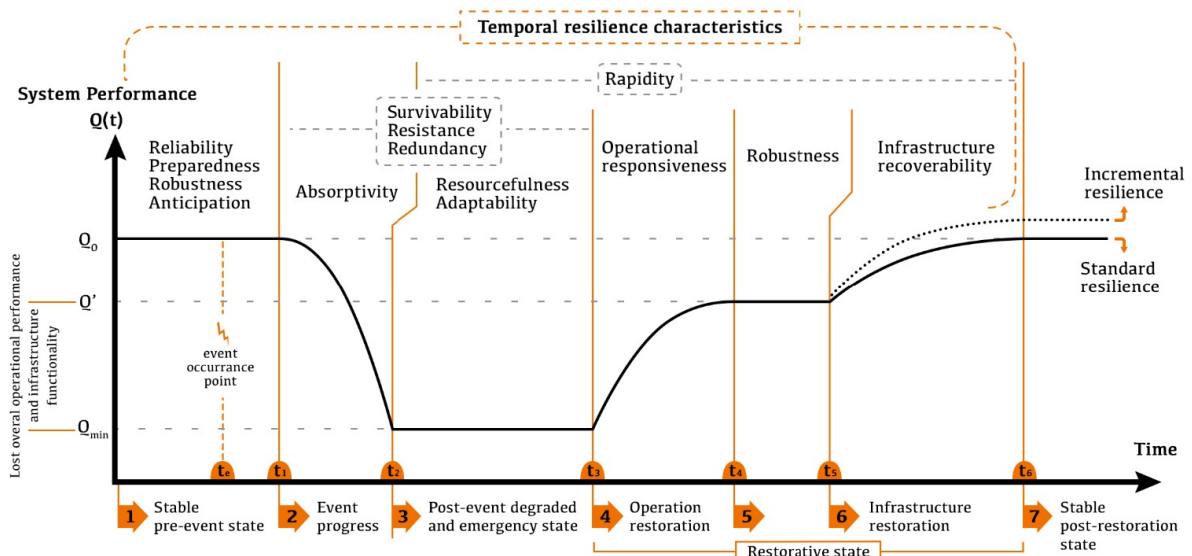 Temporal resilience characteristics
Rapidity
System Performance
Q(t)
Survivability
Resistance
Redundancy
Reliability
Preparedness
Robustness
Anticipation
Absorptivity
Resourcefulness
Adaptability
Operational
responsiveness
Robustness
Infrastructure
recoverability
Incremental
resilience
Standard
resilience
Q₀
Q'
Qmin
Lost overal operational performance
and infrastructure
functionality
event
occurrance
point
Time
te
t₁
t₂
t₃
t₄
t₅
t₆
1 Stable
pre-event state
2 Event
progress
3 Post-event degraded
and emergency state
4 Operation
restoration
5
6 Infrastructure
restoration
7 Stable
post-restoration
state
Restorative state